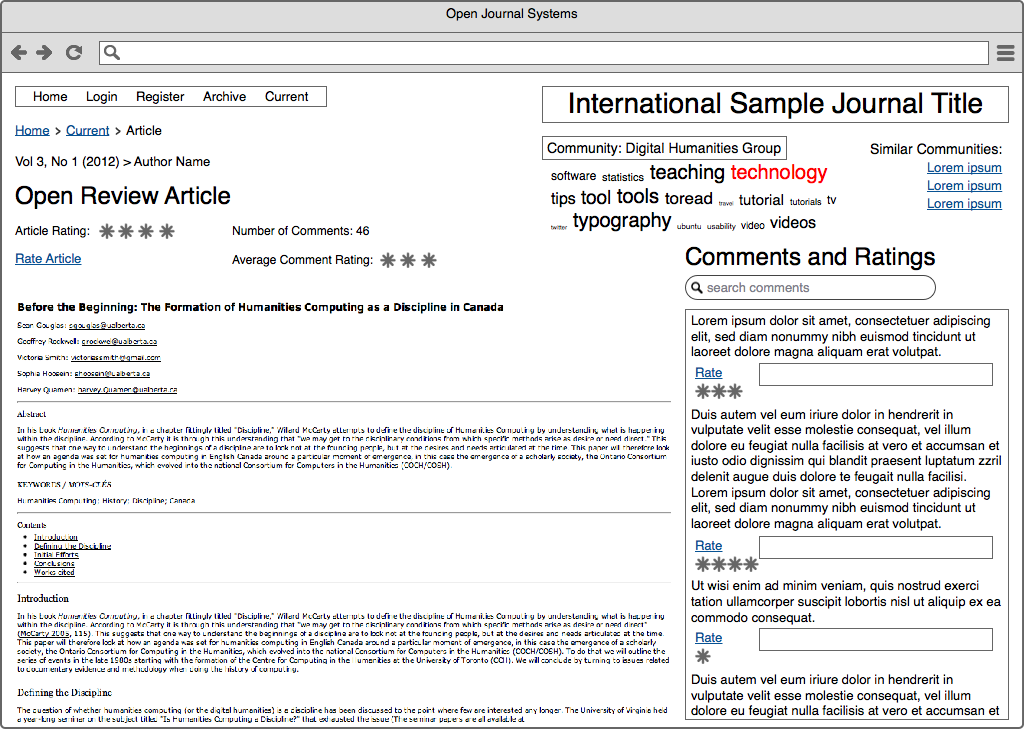 Open Journal Systems
Home Login Register Archive Current
Home > Current > Article
Vol 3, No 1 (2012) > Author Name
Open Review Article
Article Rating: Number of Comments: 46
Rate Article Average Comment Rating:
Before the Beginning: The Formation of Humanities Computing as a Discipline in Canada
Sean Gouglas: sgouglas@ualberta.ca
Geoffrey Rockwell: grockwel@ualberta.ca
Victoria Smith: victoriassmith@gmail.com
Sophia Hoosein: shoosein@ualberta.ca
Harvey Quamen: harvey.Quamen@ualberta.ca
Abstract
In his book Humanities Computing, in a chapter fittingly titled "Discipline," Willard McCarty attempts to define the discipline of Humanities Computing by understanding what is happening
within the discipline. According to McCarty it is through this understanding that "we may get to the disciplinary conditions from which specific methods arise as desire or need direct." This
suggests that one way to understand the beginnings of a discipline are to look not at the founding people, but at the desires and needs articulated at the time. This paper will therefore look
at how an agenda was set for humanities computing in English Canada around a particular moment of emergence, in this case the emergence of a scholarly society, the Ontario Consortium
for Computing in the Humanities, which evolved into the national Consortium for Computers in the Humanities (COCH/COSH).
KEYWORDS / MOTS-CLÉS
Humanities Computing; History; Discipline; Canada
Contents
Introduction
Defining the Discipline
Initial Efforts
Conclusions
Works cited
Introduction
In his book Humanities Computing, in a chapter fittingly titled "Discipline," Willard McCarty attempts to define the discipline of Humanities Computing by understanding what is happening
within the discipline. According to McCarty it is through this understanding that "we may get to the disciplinary conditions from which specific methods arise as desire or need direct"
(McCarty 2005, 115). This suggests that one way to understand the beginnings of a discipline are to look not at the founding people, but at the desires and needs articulated at the time.
This paper will therefore look at how an agenda was set for humanities computing in English Canada around a particular moment of emergence, in this case the emergence of a scholarly
society, the Ontario Consortium for Computing in the Humanities, which evolved into the national Consortium for Computers in the Humanities (COCH/COSH). To do that we will outline the
series of events in the late 1980s starting with the formation of the Centre for Computing in the Humanities at the University of Toronto (CCH). We will conclude by turning to issues related
to documentary evidence and methodology when doing the history of computing.
Defining the Discipline
The question of whether humanities computing (or the digital humanities) is a discipline has been discussed to the point where few are interested any longer. The University of Virginia held
a year-long seminar on the subject titled "Is Humanities Computing a Discipline?" that exhausted the issue (The seminar papers are all available at
International Sample Journal Title
Community: Digital Humanities Group
software statistics teaching technology
tips tool tools toread travel tutorial tutorials tv
twitter typography ubuntu usability video videos
Similar Communities:
Lorem ipsum
Lorem ipsum
Lorem ipsum
Comments and Ratings
search comments
Lorem ipsum dolor sit amet, consectetuer adipiscing
elit, sed diam nonummy nibh euismod tincidunt ut
laoreet dolore magna aliquam erat volutpat.
Rate
Duis autem vel eum iriure dolor in hendrerit in
vulputate velit esse molestie consequat, vel illum
dolore eu feugiat nulla facilisis at vero et accumsan et
iusto odio dignissim qui blandit praesent luptatum zzril
delenit augue duis dolore te feugait nulla facilisi.
Lorem ipsum dolor sit amet, consectetuer adipiscing
elit, sed diam nonummy nibh euismod tincidunt ut
laoreet dolore magna aliquam erat volutpat.
Rate
Ut wisi enim ad minim veniam, quis nostrud exerci
tation ullamcorper suscipit lobortis nisl ut aliquip ex ea
commodo consequat.
Rate
Duis autem vel eum iriure dolor in hendrerit in
vulputate velit esse molestie consequat, vel illum
dolore eu feugiat nulla facilisis at vero et accumsan et